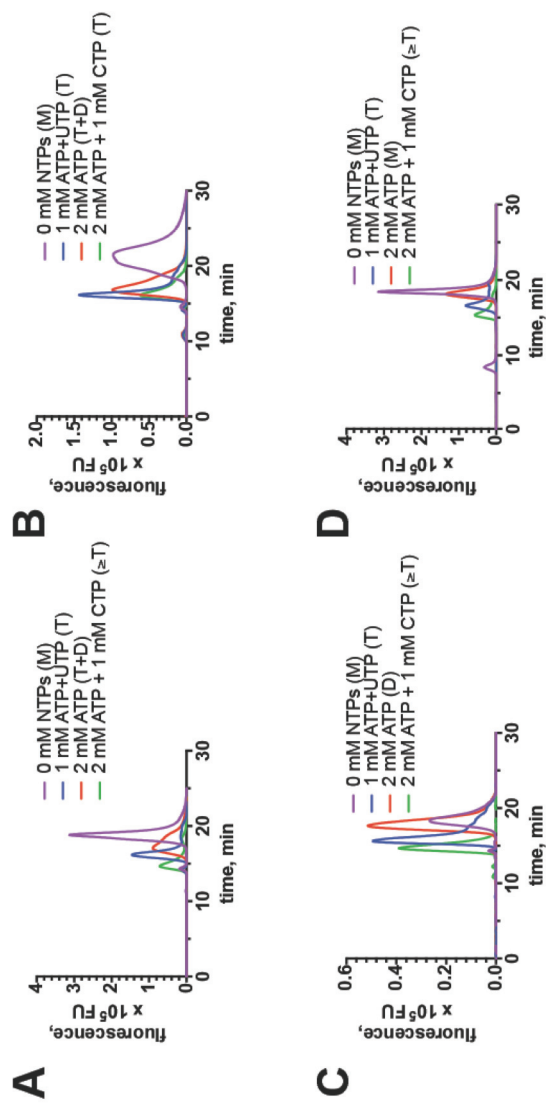 A
4
3
2
1
0
fluorescence,
x 10⁵ FU
0
10
20
30
time, min
0 mM NTPs (M)
1 mM ATP+UTP (T)
2 mM ATP (T+D)
2 mM ATP + 1 mM CTP (≥T)
B
2.0
1.5
1.0
0.5
0.0
fluorescence,
x 10⁵ FU
0
10
20
30
time, min
0 mM NTPs (M)
1 mM ATP+UTP (T)
2 mM ATP (T+D)
2 mM ATP + 1 mM CTP (T)
C
0.6
0.4
0.2
0.0
fluorescence,
x 10⁵ FU
0
10
20
30
time, min
0 mM NTPs (M)
1 mM ATP+UTP (T)
2 mM ATP (D)
2 mM ATP + 1 mM CTP (≥T)
D
4
3
2
1
0
fluorescence,
x 10⁵ FU
0
10
20
30
time, min
0 mM NTPs (M)
1 mM ATP+UTP (T)
2 mM ATP (M)
2 mM ATP + 1 mM CTP (≥T)